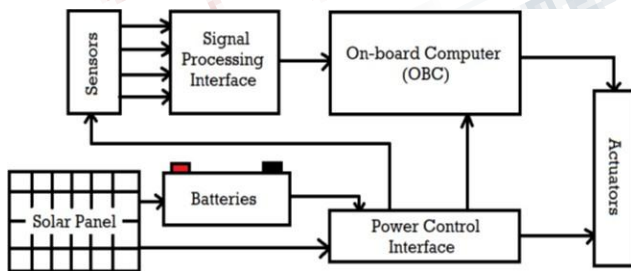 Sensors
Signal
Processing
Interface
On-board Computer
(OBC)
Actuators
Solar Panel
Batteries
Power Control
Interface